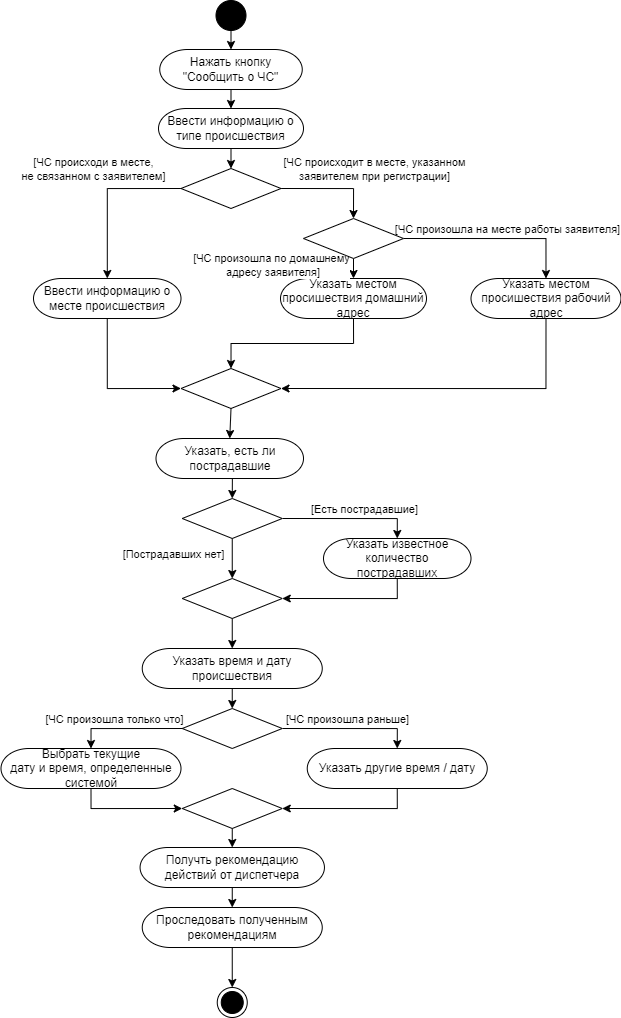 Нажать кнопку
"Сообщить о ЧС"
Ввести информацию о
типе происшествия
[ЧС происходи в месте,
не связанном с заявителем]
[ЧС происходит в месте, указанном
заявителем при регистрации]
[ЧС произошла на месте работы заявителя]
[ЧС произошла по домашнему
адресу заявителя]
Ввести информацию о
месте происшествия
Указать местом
просишествия домашний
адрес
Указать местом
просишествия рабочий
адрес
Указать, есть ли
пострадавшие
[Есть пострадавшие]
[Пострадавших нет]
Указать известное
количество
пострадавших
Указать время и дату
происшествия
[ЧС произошла только что]
[ЧС произошла раньше]
Выбрать текущие
дату и время, определенные
системой
Указать другие время / дату
Получть рекомендацию
действий от диспетчера
Проследовать полученным
рекомендациям